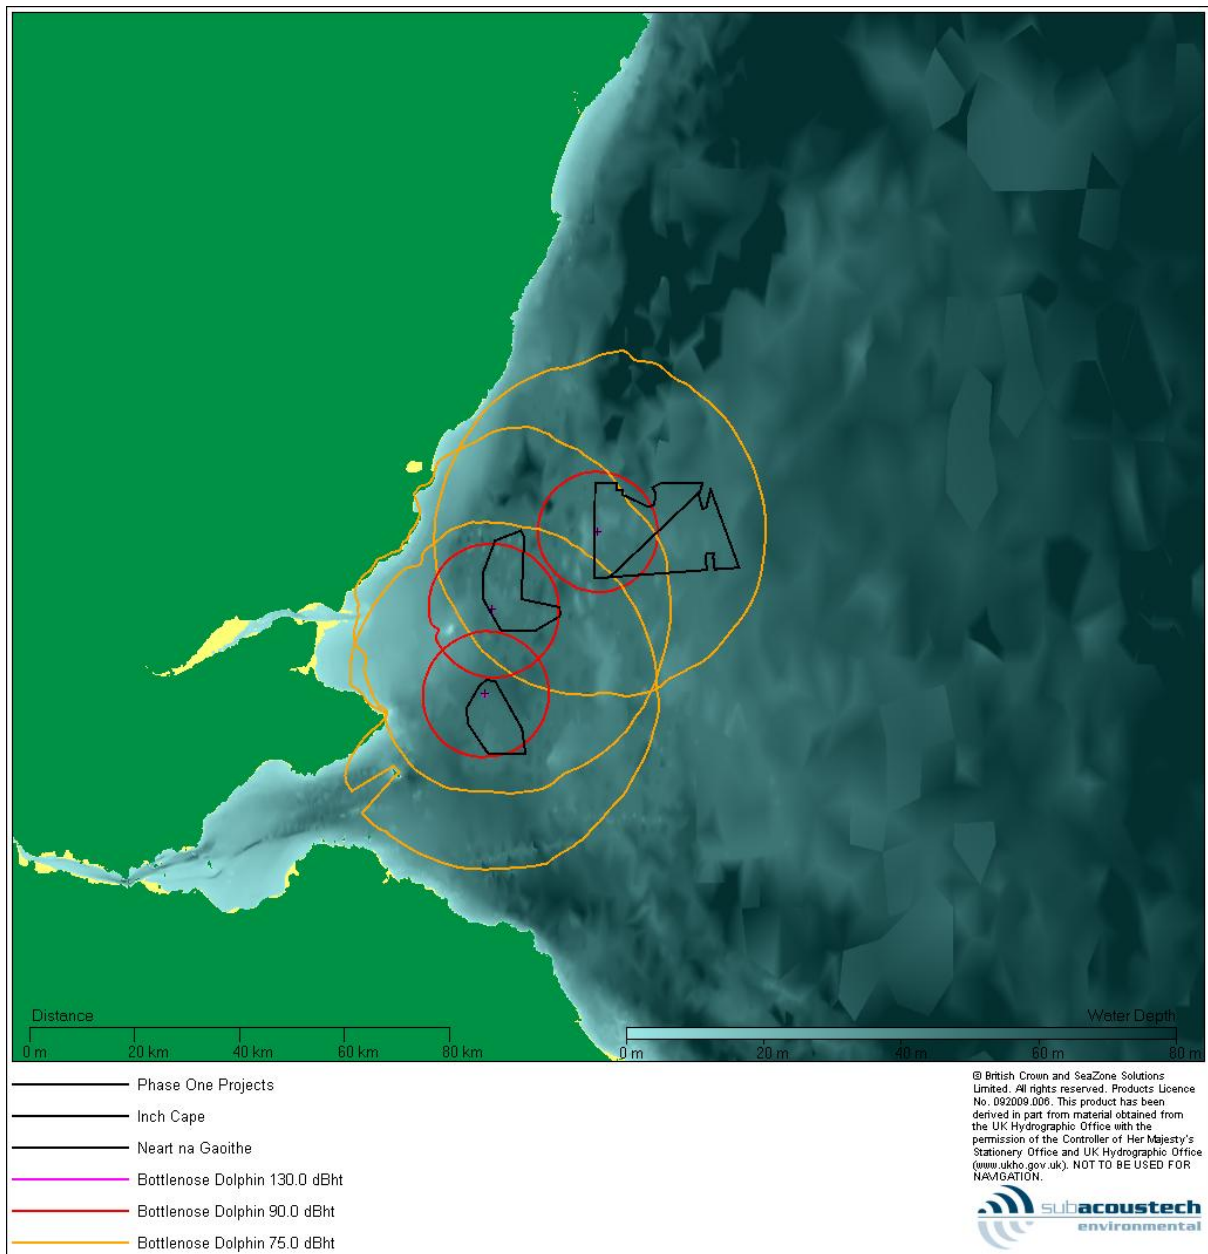 Distance
0 m 20 km 40 km 60 km 80 km
Water Depth
0 m 20 m 40 m 60 m 80 m
Phase One Projects
Inch Cape
Neart na Gaoithe
Bottlenose Dolphin 130.0 dBht
Bottlenose Dolphin 90.0 dBht
Bottlenose Dolphin 75.0 dBht
© British Crown and SeaZone Solutions
Limited. All rights reserved. Products Licence
No. 092009.006. This product has been
derived in part from material obtained from
the UK Hydrographic Office with the
permission of the Controller of Her Majesty's
Stationery Office and UK Hydrographic Office
(www.ukho.gov.uk). NOT TO BE USED FOR
NAVIGATION.
subacoustech
environmental